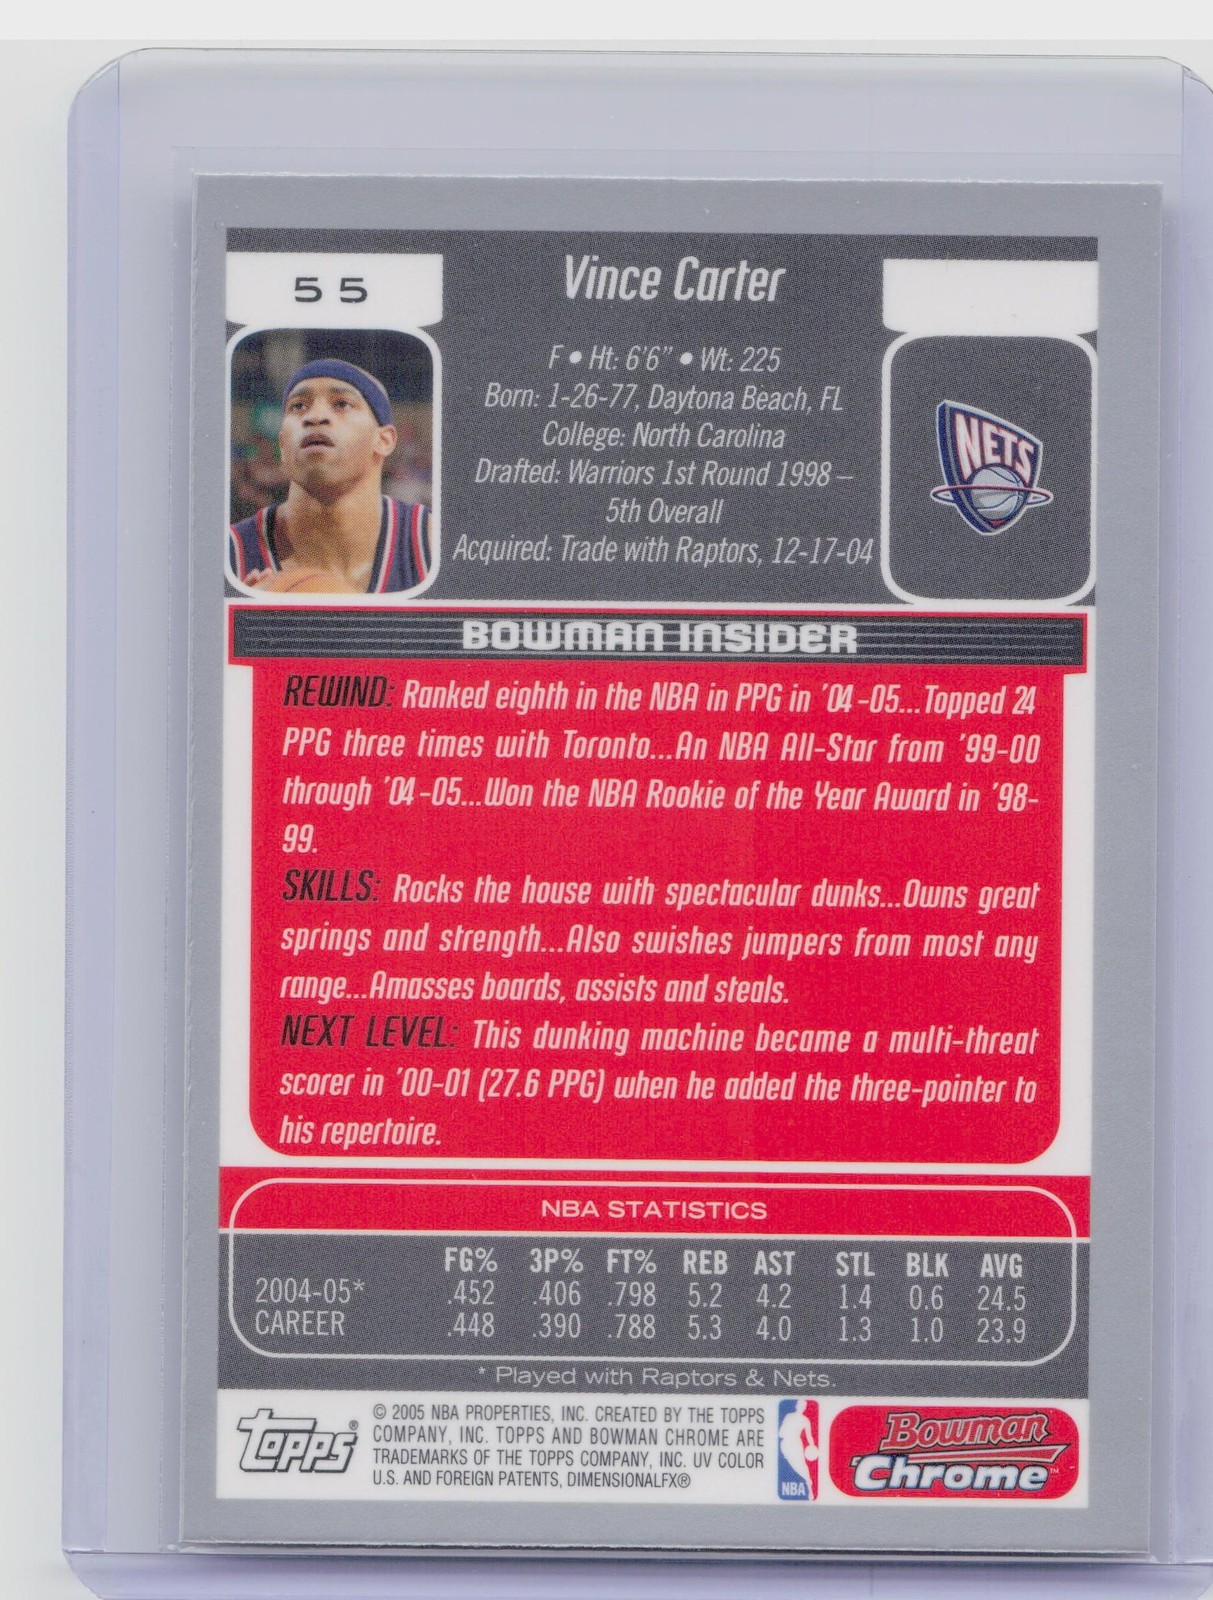 55
Vince Carter
F • Ht: 6'6" • Wt: 225
Born: 1-26-77, Daytona Beach, FL
College: North Carolina
Drafted: Warriors 1st Round 1998 –
5th Overall
Acquired: Trade with Raptors, 12-17-04
NETS
BOWMAN INSIDER
REWIND: Ranked eighth in the NBA in PPG in '04-05...Topped 24
PPG three times with Toronto...An NBA All-Star from '99-00
through '04-05...Won the NBA Rookie of the Year Award in '98-
99.
SKILLS: Rocks the house with spectacular dunks...Owns great
springs and strength...Also swishes jumpers from most any
range...Amasses boards, assists and steals.
NEXT LEVEL: This dunking machine became a multi-threat
scorer in '00-01 (27.6 PPG) when he added the three-pointer to
his repertoire.
NBA STATISTICS
FG% 3P% FT% REB AST STL BLK AVG
2004-05* .452 .406 .798 5.2 4.2 1.4 0.6 24.5
CAREER .448 .390 .788 5.3 4.0 1.3 1.0 23.9
* Played with Raptors & Nets.
Topps®
© 2005 NBA PROPERTIES, INC. CREATED BY THE TOPPS
COMPANY, INC. TOPPS AND BOWMAN CHROME ARE
TRADEMARKS OF THE TOPPS COMPANY, INC. UV COLOR
U.S. AND FOREIGN PATENTS, DIMENSIONALFX®
NBA
Bowman
Chrome™